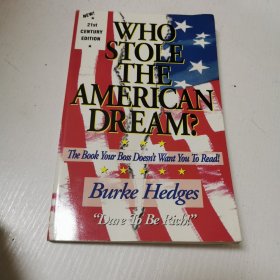 NEW!
21st
CENTURY
EDITION
WHO
STOLE
THE
AMERICAN
DREAM?
The Book Your Boss Doesn't Want You To Read!
Burke Hedges
"Dare To Be Rich!"